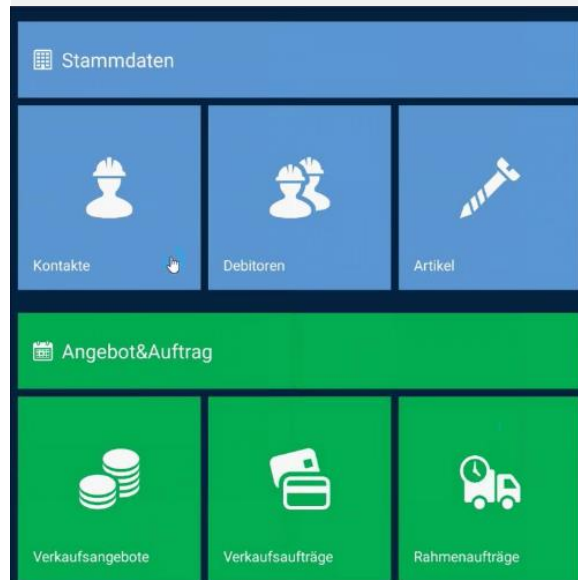 Stammdaten
Kontakte
Debitoren
Artikel
Angebot&Auftrag
Verkaufsangebote
Verkaufsaufträge
Rahmenaufträge